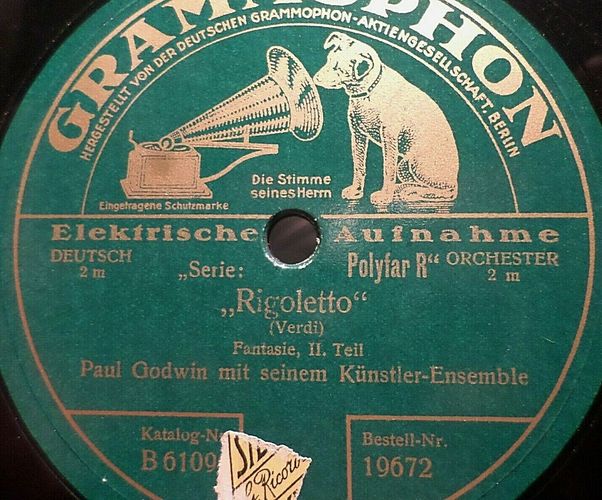 GRAMMOPHON
HERGESTELLT VON DER DEUTSCHEN GRAMMOPHON-AKTIENGESELLSCHAFT, BERLIN
Die Stimme
seines Herrn
Eingetragene Schutzmarke
Elektrische Aufnahme
DEUTSCH
2 m
„Serie: Polyfar R“
ORCHESTER
2 m
„Rigoletto“
(Verdi)
Fantasie, II. Teil
Paul Godwin mit seinem Künstler-Ensemble
Katalog-N
B 6109
Bestell-Nr.
19672
Ricor